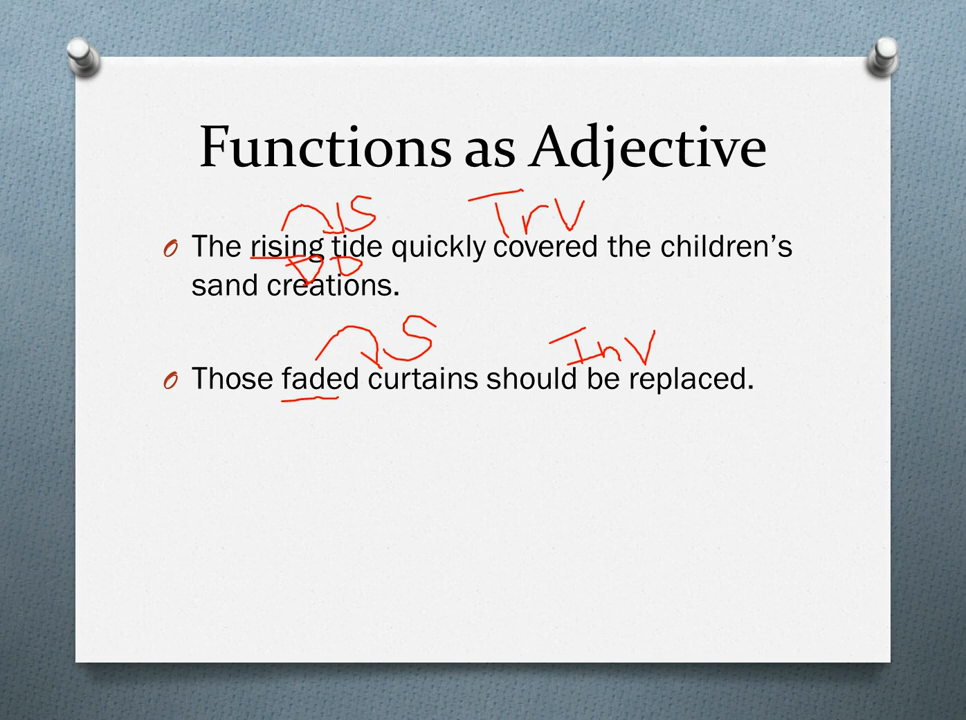 Functions as Adjective
S TrV
The rising tide quickly covered the children's
DO
sand creations.
S InV
Those faded curtains should be replaced.